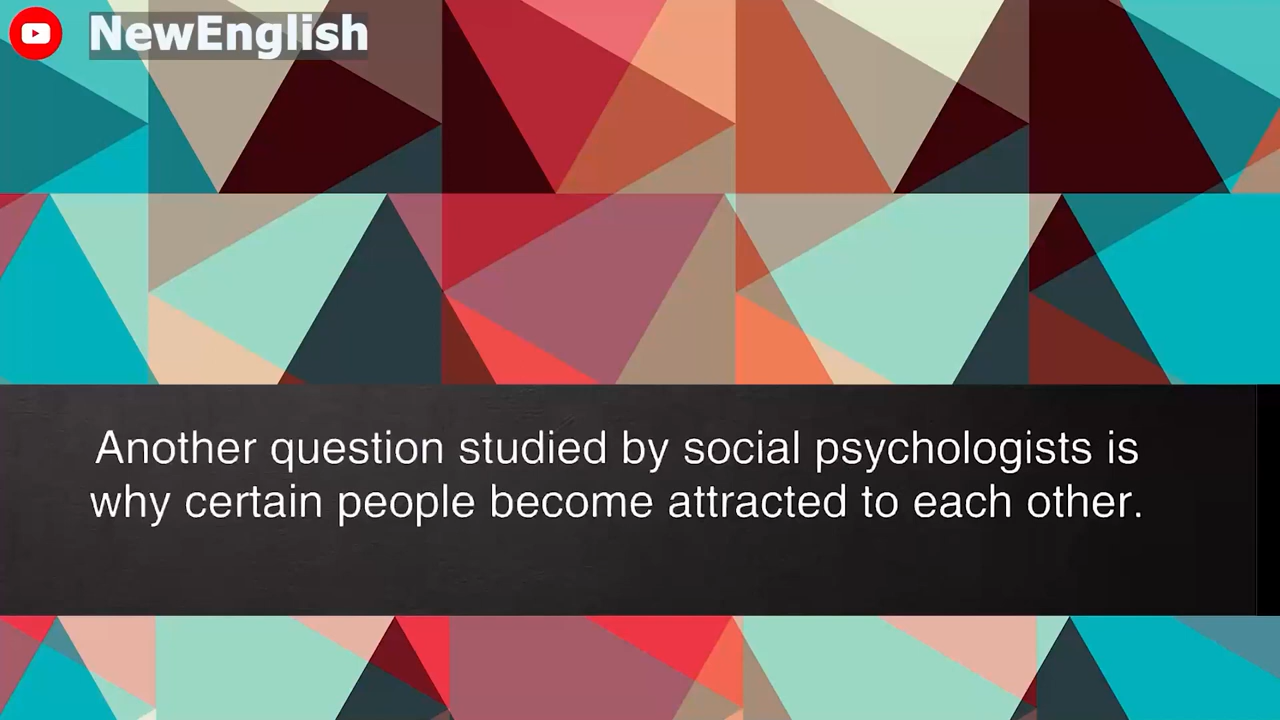 NewEnglish
Another question studied by social psychologists is
why certain people become attracted to each other.